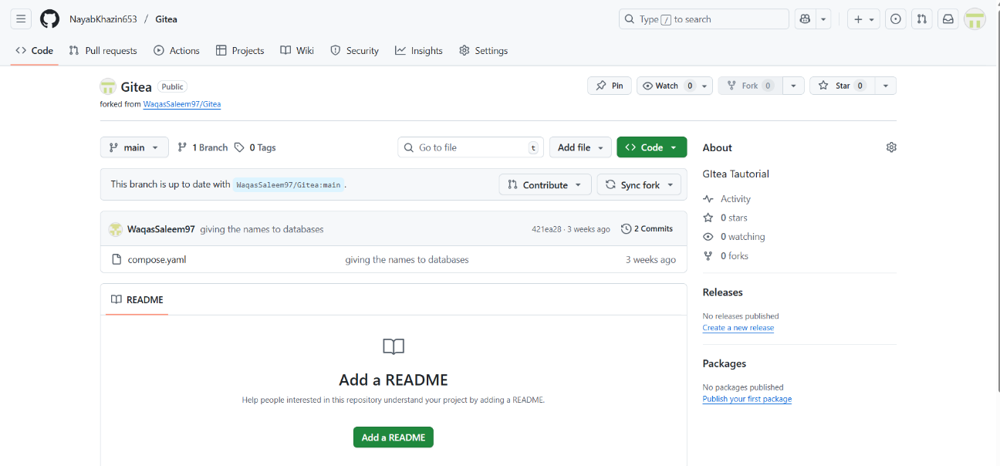 NayabKhazin653 / Gitea
Type / to search
Code
Pull requests
Actions
Projects
Wiki
Security
Insights
Settings
Gitea Public
forked from WaqasSaleem97/Gitea
Pin
Watch 0
Fork 0
Star 0
main
1 Branch
0 Tags
Go to file t
Add file
Code
This branch is up to date with WaqasSaleem97/Gitea:main .
Contribute
Sync fork
WaqasSaleem97 giving the names to databases 421ea28 · 3 weeks ago 2 Commits
compose.yaml giving the names to databases 3 weeks ago
README
Add a README
Help people interested in this repository understand your project by adding a README.
Add a README
About
GItea Tautorial
Activity
0 stars
0 watching
0 forks
Releases
No releases published
Create a new release
Packages
No packages published
Publish your first package